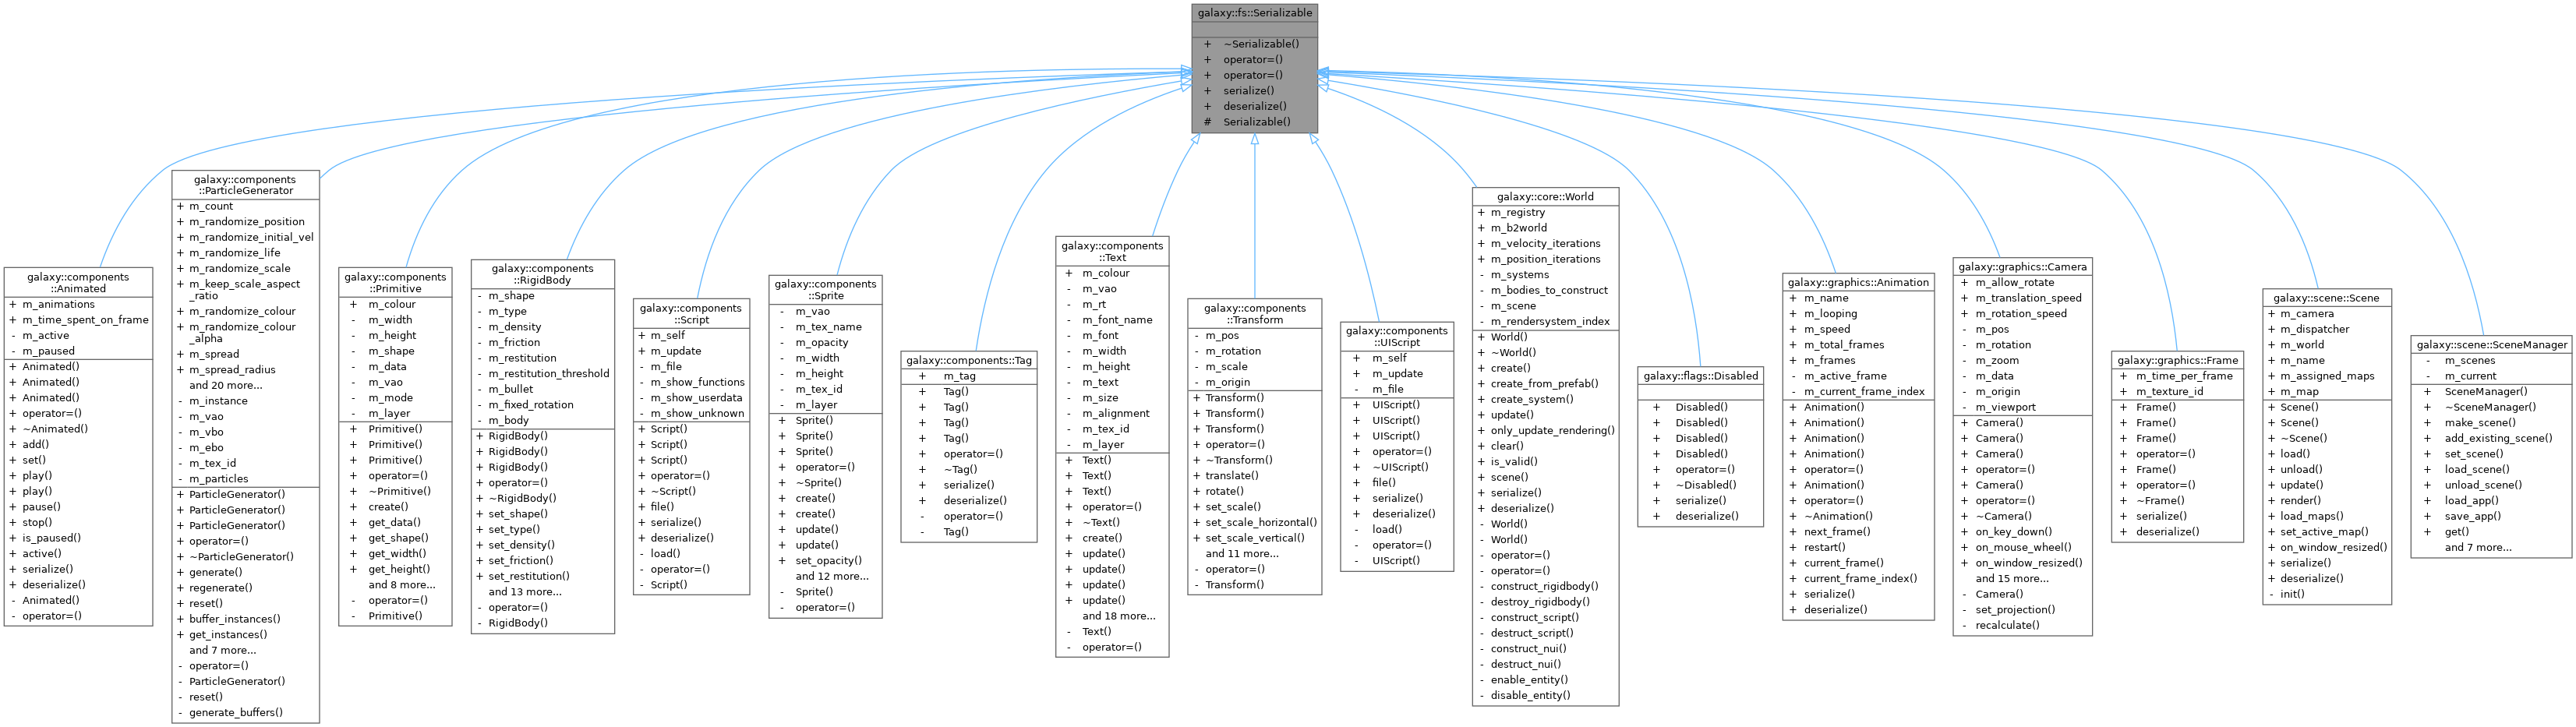 galaxy::fs::Serializable
+ ~Serializable()
+ operator=()
+ operator=()
+ serialize()
+ deserialize()
# Serializable()
galaxy::components
::Animated
+ m_animations
+ m_time_spent_on_frame
- m_active
- m_paused
+ Animated()
+ Animated()
+ Animated()
+ operator=()
+ ~Animated()
+ add()
+ set()
+ play()
+ play()
+ pause()
+ stop()
+ is_paused()
+ active()
+ serialize()
+ deserialize()
- Animated()
- operator=()
galaxy::components
::ParticleGenerator
+ m_count
+ m_randomize_position
+ m_randomize_initial_vel
+ m_randomize_life
+ m_randomize_scale
+ m_keep_scale_aspect
_ratio
+ m_randomize_colour
+ m_randomize_colour
_alpha
+ m_spread
+ m_spread_radius
and 20 more...
- m_instance
- m_vao
- m_vbo
- m_ebo
- m_tex_id
- m_particles
+ ParticleGenerator()
+ ParticleGenerator()
+ ParticleGenerator()
+ operator=()
+ ~ParticleGenerator()
+ generate()
+ regenerate()
+ reset()
+ buffer_instances()
+ get_instances()
and 7 more...
- operator=()
- ParticleGenerator()
- reset()
- generate_buffers()
galaxy::components
::Primitive
+ m_colour
- m_width
- m_height
- m_shape
- m_data
- m_vao
- m_mode
- m_layer
+ Primitive()
+ Primitive()
+ Primitive()
+ operator=()
+ ~Primitive()
+ create()
+ get_data()
+ get_shape()
+ get_width()
+ get_height()
and 8 more...
- operator=()
- Primitive()
galaxy::components
::RigidBody
- m_shape
- m_type
- m_density
- m_friction
- m_restitution
- m_restitution_threshold
- m_bullet
- m_fixed_rotation
- m_body
+ RigidBody()
+ RigidBody()
+ RigidBody()
+ operator=()
+ ~RigidBody()
+ set_shape()
+ set_type()
+ set_density()
+ set_friction()
+ set_restitution()
and 13 more...
- operator=()
- RigidBody()
galaxy::components
::Script
+ m_self
+ m_update
- m_file
- m_show_functions
- m_show_userdata
- m_show_unknown
+ Script()
+ Script()
+ Script()
+ operator=()
+ ~Script()
+ file()
+ serialize()
+ deserialize()
- load()
- operator=()
- Script()
galaxy::components
::Sprite
- m_vao
- m_tex_name
- m_opacity
- m_width
- m_height
- m_tex_id
- m_layer
+ Sprite()
+ Sprite()
+ Sprite()
+ operator=()
+ ~Sprite()
+ create()
+ create()
+ update()
+ update()
+ set_opacity()
and 12 more...
- Sprite()
- operator=()
galaxy::components::Tag
+ m_tag
+ Tag()
+ Tag()
+ Tag()
+ Tag()
+ operator=()
+ ~Tag()
+ serialize()
+ deserialize()
- operator=()
- Tag()
galaxy::components
::Text
+ m_colour
- m_vao
- m_rt
- m_font_name
- m_font
- m_width
- m_height
- m_text
- m_size
- m_alignment
- m_tex_id
- m_layer
+ Text()
+ Text()
+ Text()
+ operator=()
+ ~Text()
+ create()
+ update()
+ update()
+ update()
+ update()
and 18 more...
- Text()
- operator=()
galaxy::components
::Transform
- m_pos
- m_rotation
- m_scale
- m_origin
+ Transform()
+ Transform()
+ Transform()
+ operator=()
+ ~Transform()
+ translate()
+ rotate()
+ set_scale()
+ set_scale_horizontal()
+ set_scale_vertical()
and 11 more...
- operator=()
- Transform()
galaxy::components
::UIScript
+ m_self
+ m_update
- m_file
+ UIScript()
+ UIScript()
+ UIScript()
+ operator=()
+ ~UIScript()
+ file()
+ serialize()
+ deserialize()
- load()
- operator=()
- UIScript()
galaxy::core::World
+ m_registry
+ m_b2world
+ m_velocity_iterations
+ m_position_iterations
- m_systems
- m_bodies_to_construct
- m_scene
- m_rendersystem_index
+ World()
+ ~World()
+ create()
+ create_from_prefab()
+ create_system()
+ update()
+ only_update_rendering()
+ clear()
+ is_valid()
+ scene()
+ serialize()
+ deserialize()
- World()
- World()
- operator=()
- operator=()
- construct_rigidbody()
- destroy_rigidbody()
- construct_script()
- destruct_script()
- construct_nui()
- destruct_nui()
- enable_entity()
- disable_entity()
galaxy::flags::Disabled
+ Disabled()
+ Disabled()
+ Disabled()
+ Disabled()
+ operator=()
+ ~Disabled()
+ serialize()
+ deserialize()
galaxy::graphics::Animation
+ m_name
+ m_looping
+ m_speed
+ m_total_frames
+ m_frames
- m_active_frame
- m_current_frame_index
+ Animation()
+ Animation()
+ Animation()
+ Animation()
+ operator=()
+ Animation()
+ operator=()
+ ~Animation()
+ next_frame()
+ restart()
+ current_frame()
+ current_frame_index()
+ serialize()
+ deserialize()
galaxy::graphics::Camera
+ m_allow_rotate
+ m_translation_speed
+ m_rotation_speed
- m_pos
- m_rotation
- m_zoom
- m_data
- m_origin
- m_viewport
+ Camera()
+ Camera()
+ Camera()
+ operator=()
+ Camera()
+ operator=()
+ ~Camera()
+ on_key_down()
+ on_mouse_wheel()
+ on_window_resized()
and 15 more...
- Camera()
- set_projection()
- recalculate()
galaxy::graphics::Frame
+ m_time_per_frame
+ m_texture_id
+ Frame()
+ Frame()
+ Frame()
+ operator=()
+ Frame()
+ operator=()
+ ~Frame()
+ serialize()
+ deserialize()
galaxy::scene::Scene
+ m_camera
+ m_dispatcher
+ m_world
+ m_name
+ m_assigned_maps
+ m_map
+ Scene()
+ Scene()
+ ~Scene()
+ load()
+ unload()
+ update()
+ render()
+ load_maps()
+ set_active_map()
+ on_window_resized()
+ serialize()
+ deserialize()
- init()
galaxy::scene::SceneManager
- m_scenes
- m_current
+ SceneManager()
+ ~SceneManager()
+ make_scene()
+ add_existing_scene()
+ set_scene()
+ load_scene()
+ unload_scene()
+ load_app()
+ save_app()
+ get()
and 7 more...